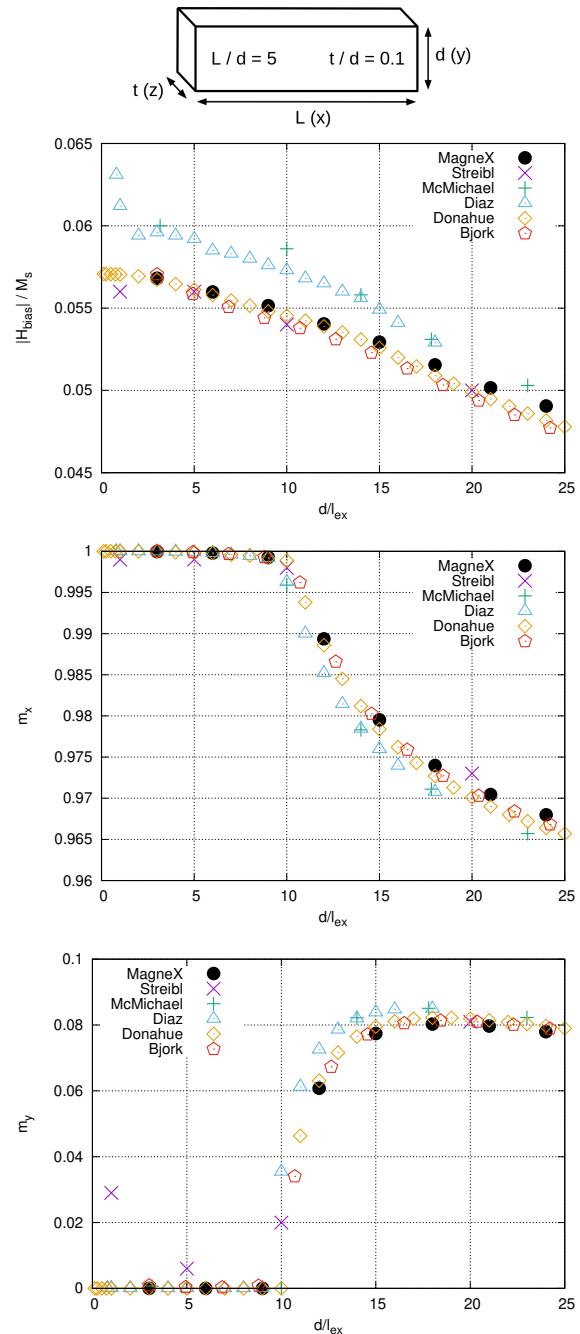 L / d = 5
t / d = 0.1
d (y)
t (z)
L (x)
0.065
0.06
0.055
0.05
0.045
|H_bias| / M_s
MagneX
Streibl
McMichael
Diaz
Donahue
Bjork
0 5 10 15 20 25
d/l_ex
1
0.995
0.99
0.985
0.98
0.975
0.97
0.965
0.96
m_x
MagneX
Streibl
McMichael
Diaz
Donahue
Bjork
0 5 10 15 20 25
d/l_ex
0.1
0.08
0.06
0.04
0.02
0
m_y
MagneX
Streibl
McMichael
Diaz
Donahue
Bjork
0 5 10 15 20 25
d/l_ex